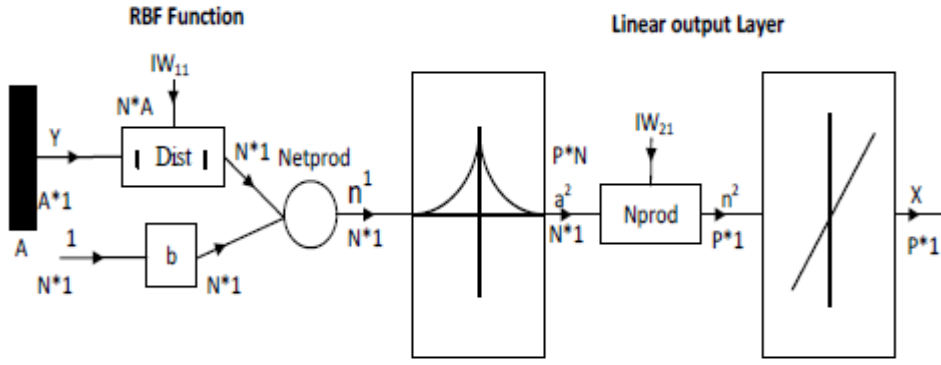 RBF Function
Linear output Layer
IW₁₁
N*A
Y
| Dist |
N*1
Netprod
A*1
A
1
N*1
b
N*1
n¹
N*1
P*N
a²
N*1
IW₂₁
Nprod
n²
P*1
X
P*1